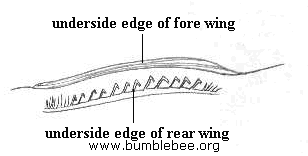 underside edge of fore wing
underside edge of rear wing
www.bumblebee.org